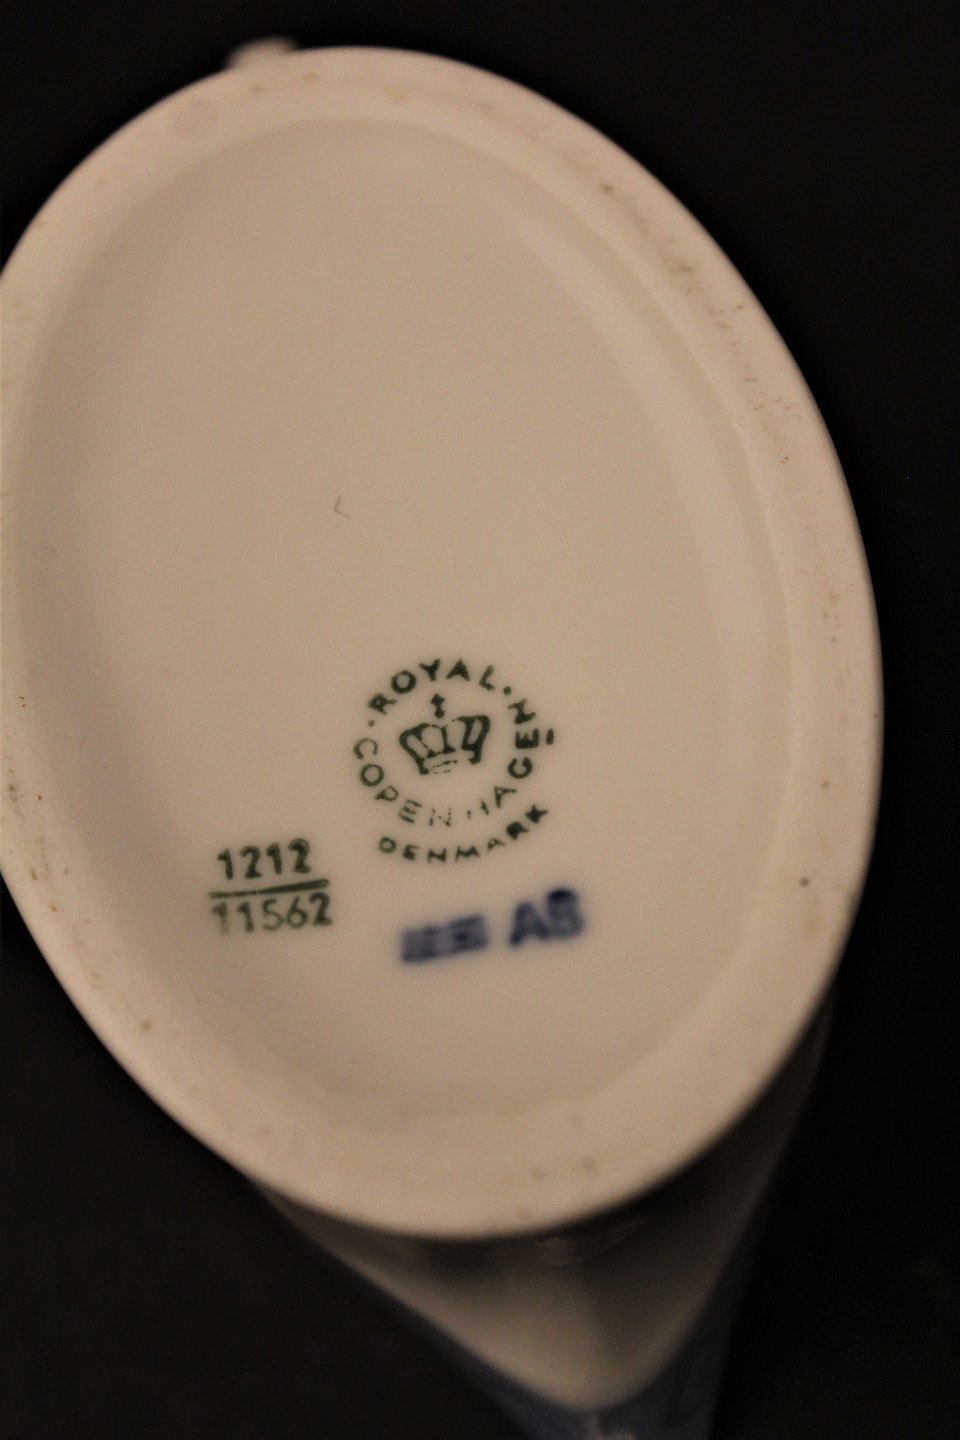 ROYAL
COPENHAGEN
DENMARK
1212
11562
AB